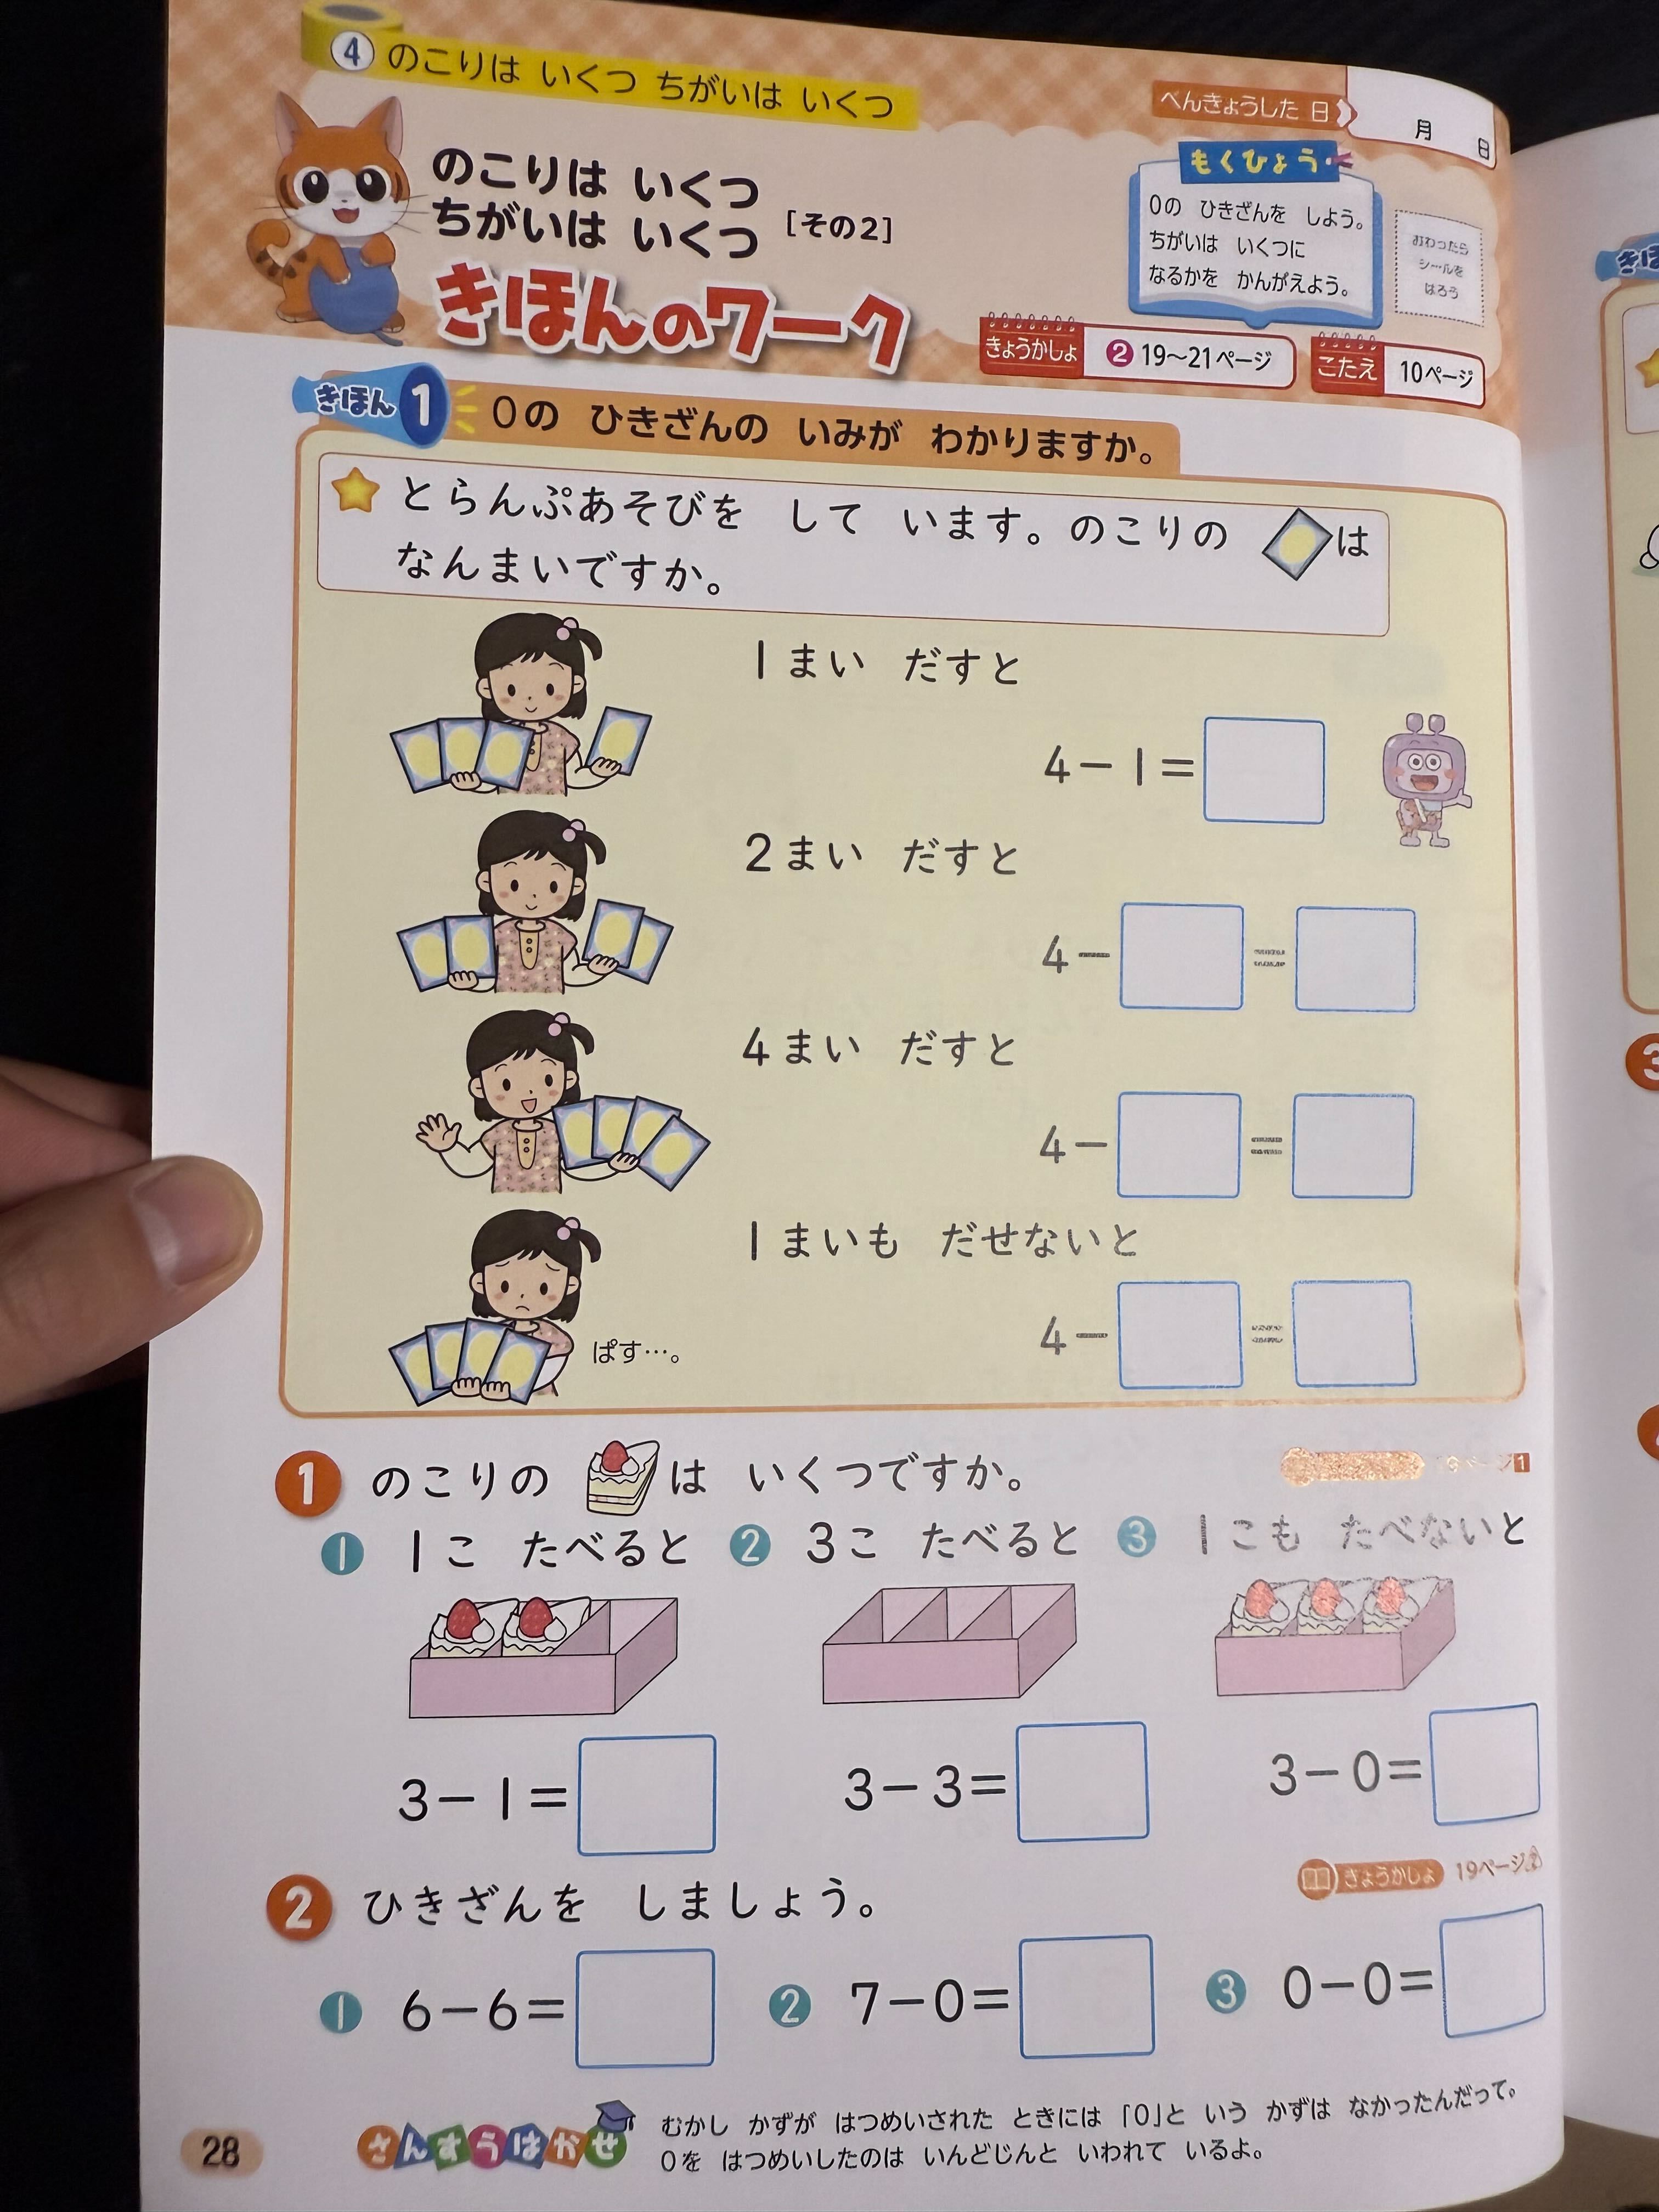 ④ のこりは いくつ ちがいは いくつ
べんきょうした 日
月 日
のこりは いくつ
ちがいは いくつ [その2]
きほんのワーク
もくひょう
0の ひきざんを しよう。
ちがいは いくつに
なるかを かんがえよう。
おわったら
シールを
はろう
きょうかしょ ❷ 19〜21ページ
こたえ 10ページ
きほん 1 0の ひきざんの いみが わかりますか。
とらんぷあそびを して います。のこりの は
なんまいですか。
1まい だすと
4−1=
2まい だすと
4− =
4まい だすと
4− =
1まいも だせないと
ぱす…。
4− =
1 のこりの は いくつですか。
19ページ1
❶ 1こ たべると ❷ 3こ たべると ❸ 1こも たべないと
3−1= 3−3= 3−0=
2 ひきざんを しましょう。
きょうかしょ 19ページ2
❶ 6−6= ❷ 7−0= ❸ 0−0=
28
さんすうはかせ
むかし かずが はつめいされた ときには 「0」と いう かずは なかったんだって。
0を はつめいしたのは いんどじんと いわれて いるよ。
きほ
3